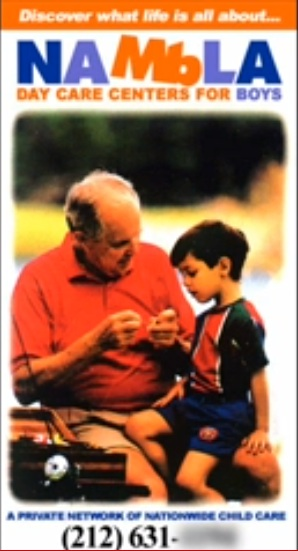 Discover what life is all about...
NAMbLA
DAY CARE CENTERS FOR BOYS
A PRIVATE NETWORK OF NATIONWIDE CHILD CARE
(212) 631-